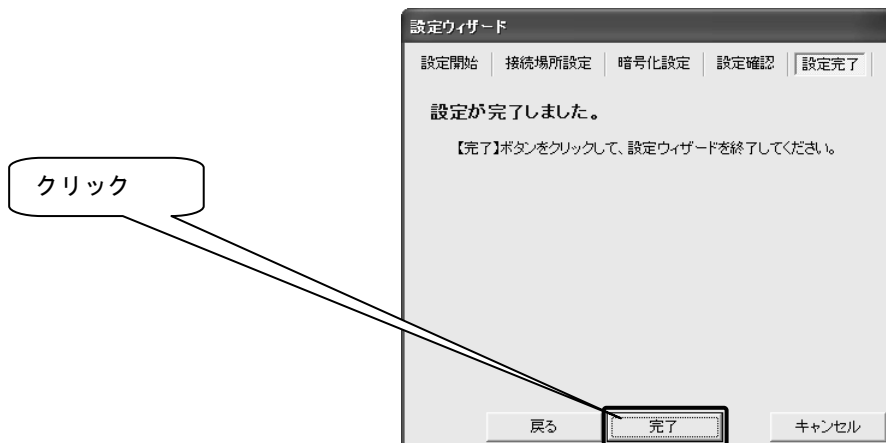 設定ウィザード
設定開始 接続場所設定 暗号化設定 設定確認 設定完了
設定が完了しました。
【完了】ボタンをクリックして、設定ウィザードを終了してください。
クリック
戻る 完了 キャンセル